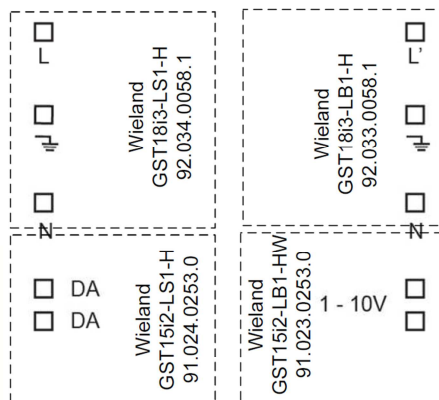 L
N
Wieland
GST18i3-LS1-H
92.034.0058.1
L'
N
Wieland
GST18i3-LB1-H
92.033.0058.1
DA
DA
Wieland
GST15i2-LS1-H
91.024.0253.0
Wieland
GST15i2-LB1-HW
91.023.0253.0
1 - 10V